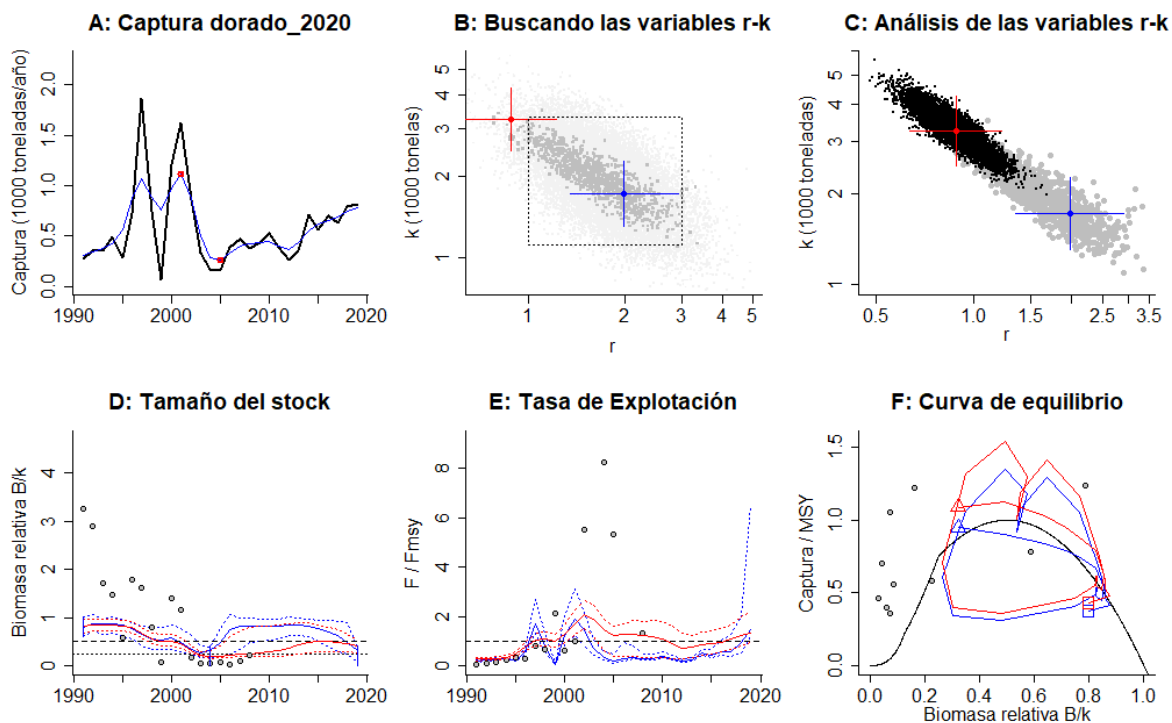 A: Captura dorado_2020
Captura (1000 toneladas/año)
0.0 0.5 1.0 1.5 2.0
1990 2000 2010 2020
B: Buscando las variables r-k
k (1000 tonelas)
1 2 3 4 5
1 2 3 4 5
r
C: Análisis de las variables r-k
k (1000 toneladas)
1 2 3 4 5
0.5 1.0 1.5 2.5 3.5
r
D: Tamaño del stock
Biomasa relativa B/k
0 1 2 3 4
1990 2000 2010 2020
E: Tasa de Explotación
F / Fmsy
0 2 4 6 8
1990 2000 2010 2020
F: Curva de equilibrio
Captura / MSY
0.0 0.5 1.0 1.5
0.0 0.2 0.4 0.6 0.8 1.0
Biomasa relativa B/k